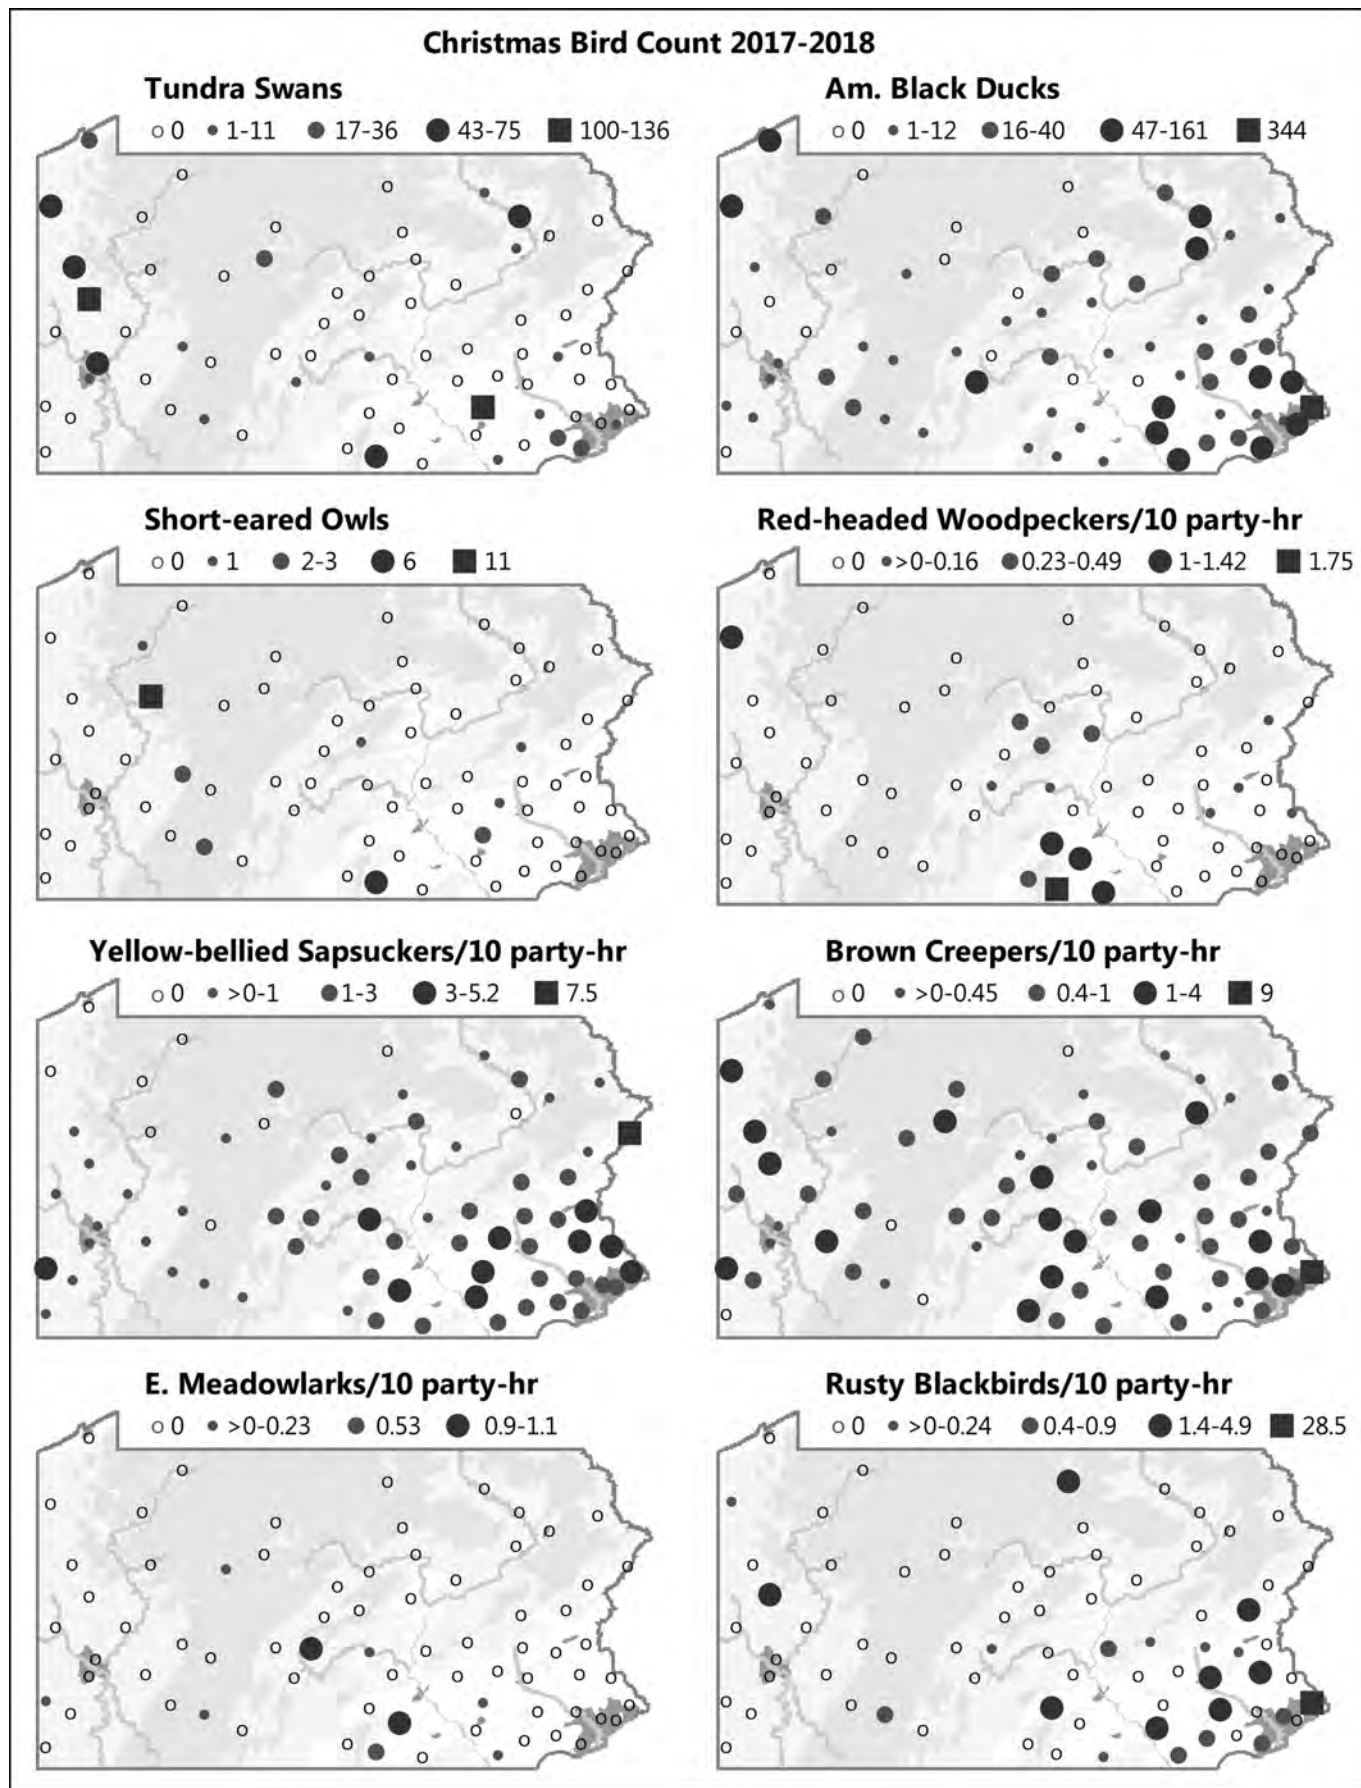 Christmas Bird Count 2017-2018
Tundra Swans
0 1-11 17-36 43-75 100-136
Am. Black Ducks
0 1-12 16-40 47-161 344
Short-eared Owls
0 1 2-3 6 11
Red-headed Woodpeckers/10 party-hr
0 >0-0.16 0.23-0.49 1-1.42 1.75
Yellow-bellied Sapsuckers/10 party-hr
0 >0-1 1-3 3-5.2 7.5
Brown Creepers/10 party-hr
0 >0-0.45 0.4-1 1-4 9
E. Meadowlarks/10 party-hr
0 >0-0.23 0.53 0.9-1.1
Rusty Blackbirds/10 party-hr
0 >0-0.24 0.4-0.9 1.4-4.9 28.5